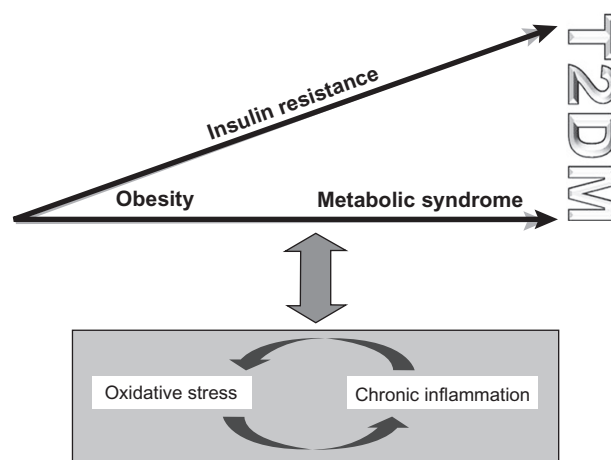 Insulin resistance
T2DM
Obesity
Metabolic syndrome
Oxidative stress
Chronic inflammation